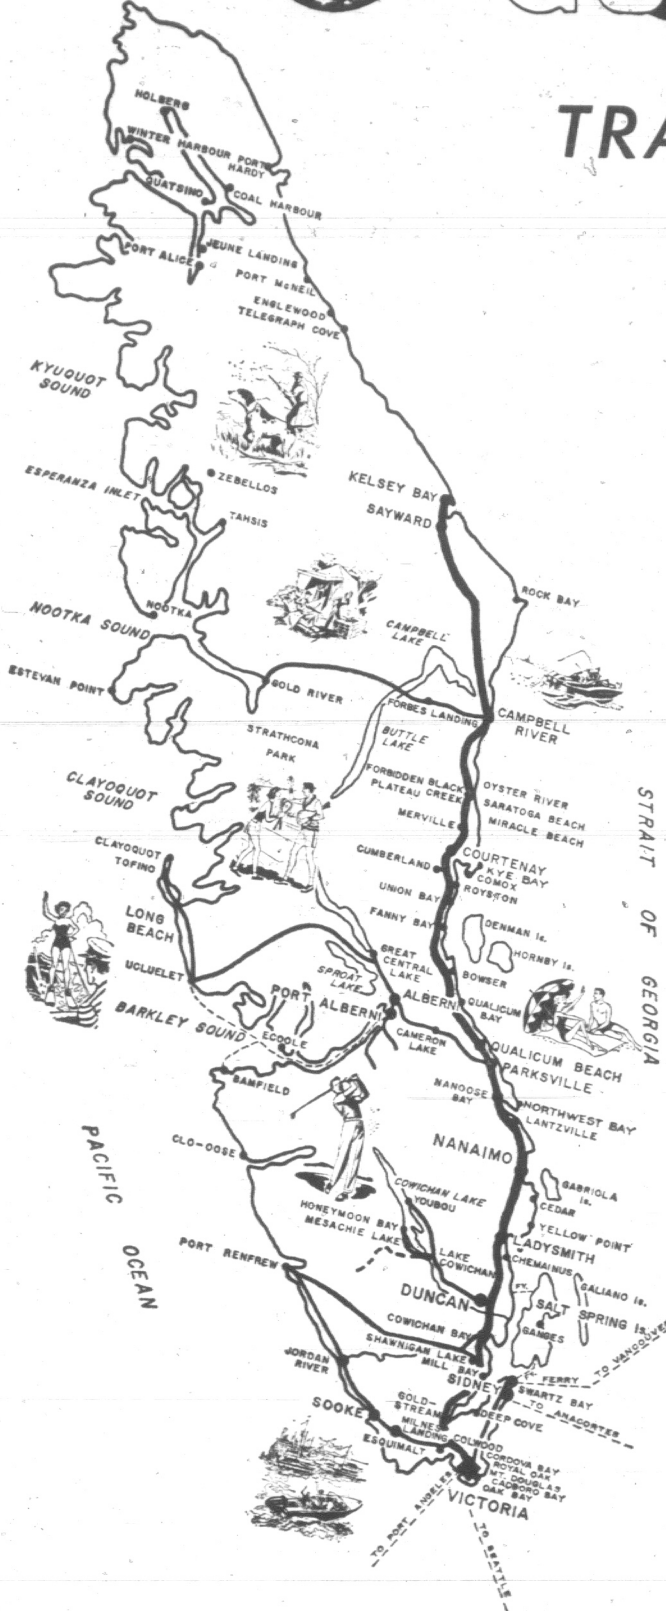 TRA
HOLBERG
WINTER HARBOUR
PORT
HARDY
QUATSINO
COAL HARBOUR
JEUNE LANDING
PORT ALICE
PORT McNEIL
ENGLEWOOD
TELEGRAPH COVE
KYUQUOT
SOUND
ZEBELLOS
ESPERANZA INLET
TAHSIS
KELSEY BAY
SAYWARD
ROCK BAY
NOOTKA
NOOTKA SOUND
CAMPBELL
LAKE
ESTEVAN POINT
GOLD RIVER
FORBES LANDING
CAMPBELL
RIVER
STRATHCONA
PARK
BUTTLE
LAKE
CLAYOQUOT
SOUND
FORBIDDEN
PLATEAU
BLACK
CREEK
OYSTER RIVER
SARATOGA BEACH
MIRACLE BEACH
MERVILLE
STRAIT OF GEORGIA
CLAYOQUOT
TOFINO
CUMBERLAND
COURTENAY
KYE BAY
COMOX
ROYSTON
UNION BAY
FANNY BAY
DENMAN Is.
HORNBY Is.
LONG
BEACH
GREAT
CENTRAL
LAKE
BOWSER
UCLUELET
SPROAT
LAKE
PORT ALBERNI
ALBERNI
QUALICUM
BAY
BARKLEY SOUND
ECOOLE
CAMERON
LAKE
QUALICUM BEACH
PARKSVILLE
BAMFIELD
NANOOSE
BAY
NORTHWEST BAY
LANTZVILLE
CLO-OOSE
NANAIMO
PACIFIC
OCEAN
COWICHAN LAKE
YOUBOU
GABRIOLA
Is.
CEDAR
HONEYMOON BAY
MESACHIE LAKE
YELLOW POINT
LADYSMITH
PORT RENFREW
LAKE
COWICHAN
CHEMAINUS
FY.
GALIANO Is.
DUNCAN
SALT SPRING Is.
GANGES
COWICHAN BAY
SHAWNIGAN LAKE
MILL BAY
JORDAN
RIVER
SIDNEY
FERRY
TO VANCOUVER
SWARTZ BAY
TO ANACORTES
SOOKE
GOLD-
STREAM
DEEP COVE
MILNES
LANDING
COLWOOD
ESQUIMALT
CORDOVA BAY
ROYAL OAK
MT. DOUGLAS
CADBORO BAY
OAK BAY
VICTORIA
TO PORT ANGELES
TO SEATTLE